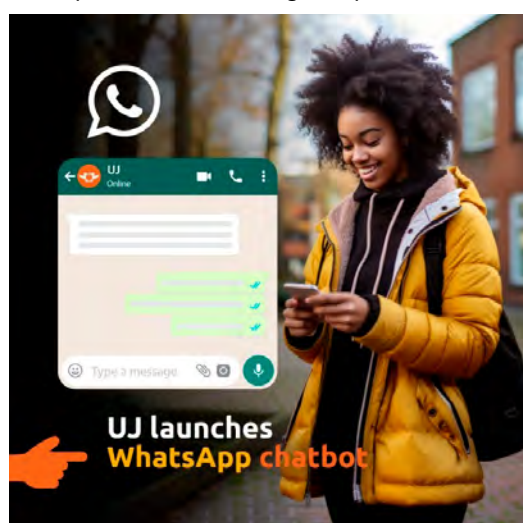 UJ
Online
Type a message
UJ launches
WhatsApp chatbot